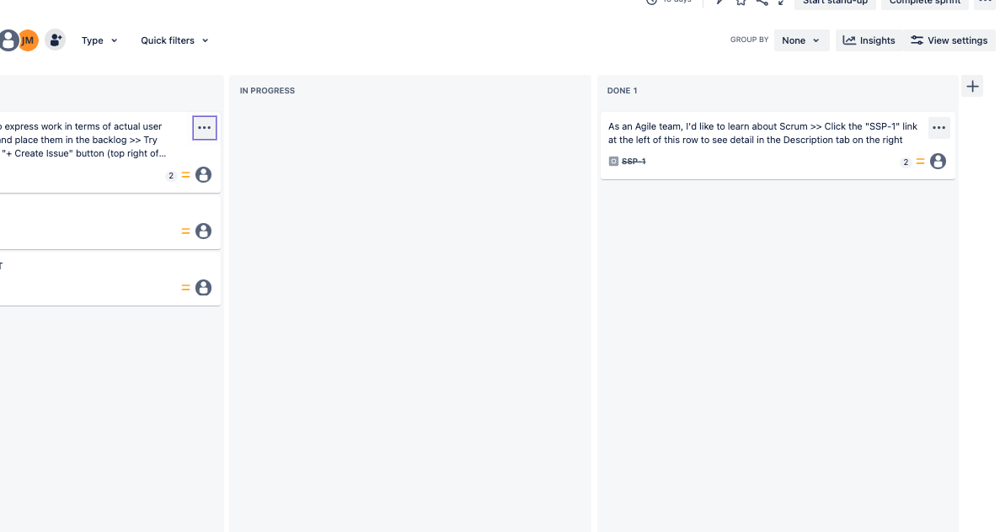 Start stand-up
Complete sprint
JM
Type
Quick filters
GROUP BY
None
Insights
View settings
IN PROGRESS
DONE 1
express work in terms of actual user
and place them in the backlog >> Try
"+ Create Issue" button (top right of...
2
T
As an Agile team, I'd like to learn about Scrum >> Click the "SSP-1" link
at the left of this row to see detail in the Description tab on the right
SSP-1
2